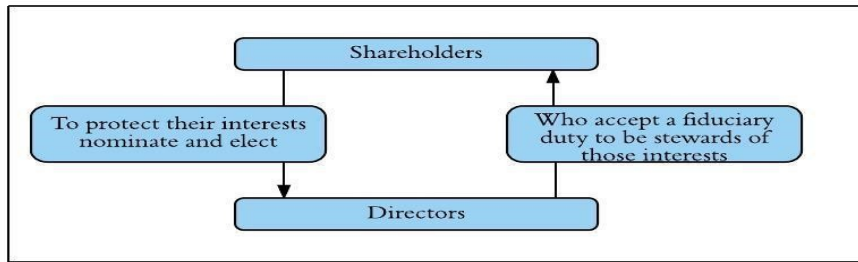 Shareholders
To protect their interests
nominate and elect
Who accept a fiduciary
duty to be stewards of
those interests
Directors